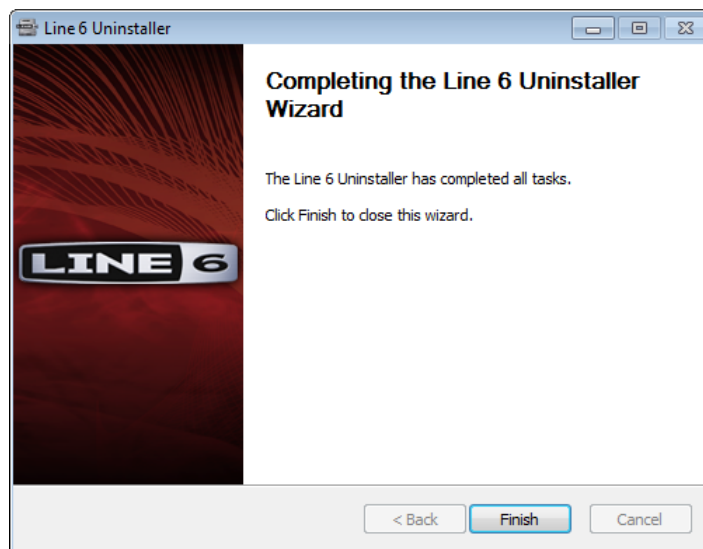 Line 6 Uninstaller
Completing the Line 6 Uninstaller
Wizard
The Line 6 Uninstaller has completed all tasks.
Click Finish to close this wizard.
LINE 6
< Back
Finish
Cancel